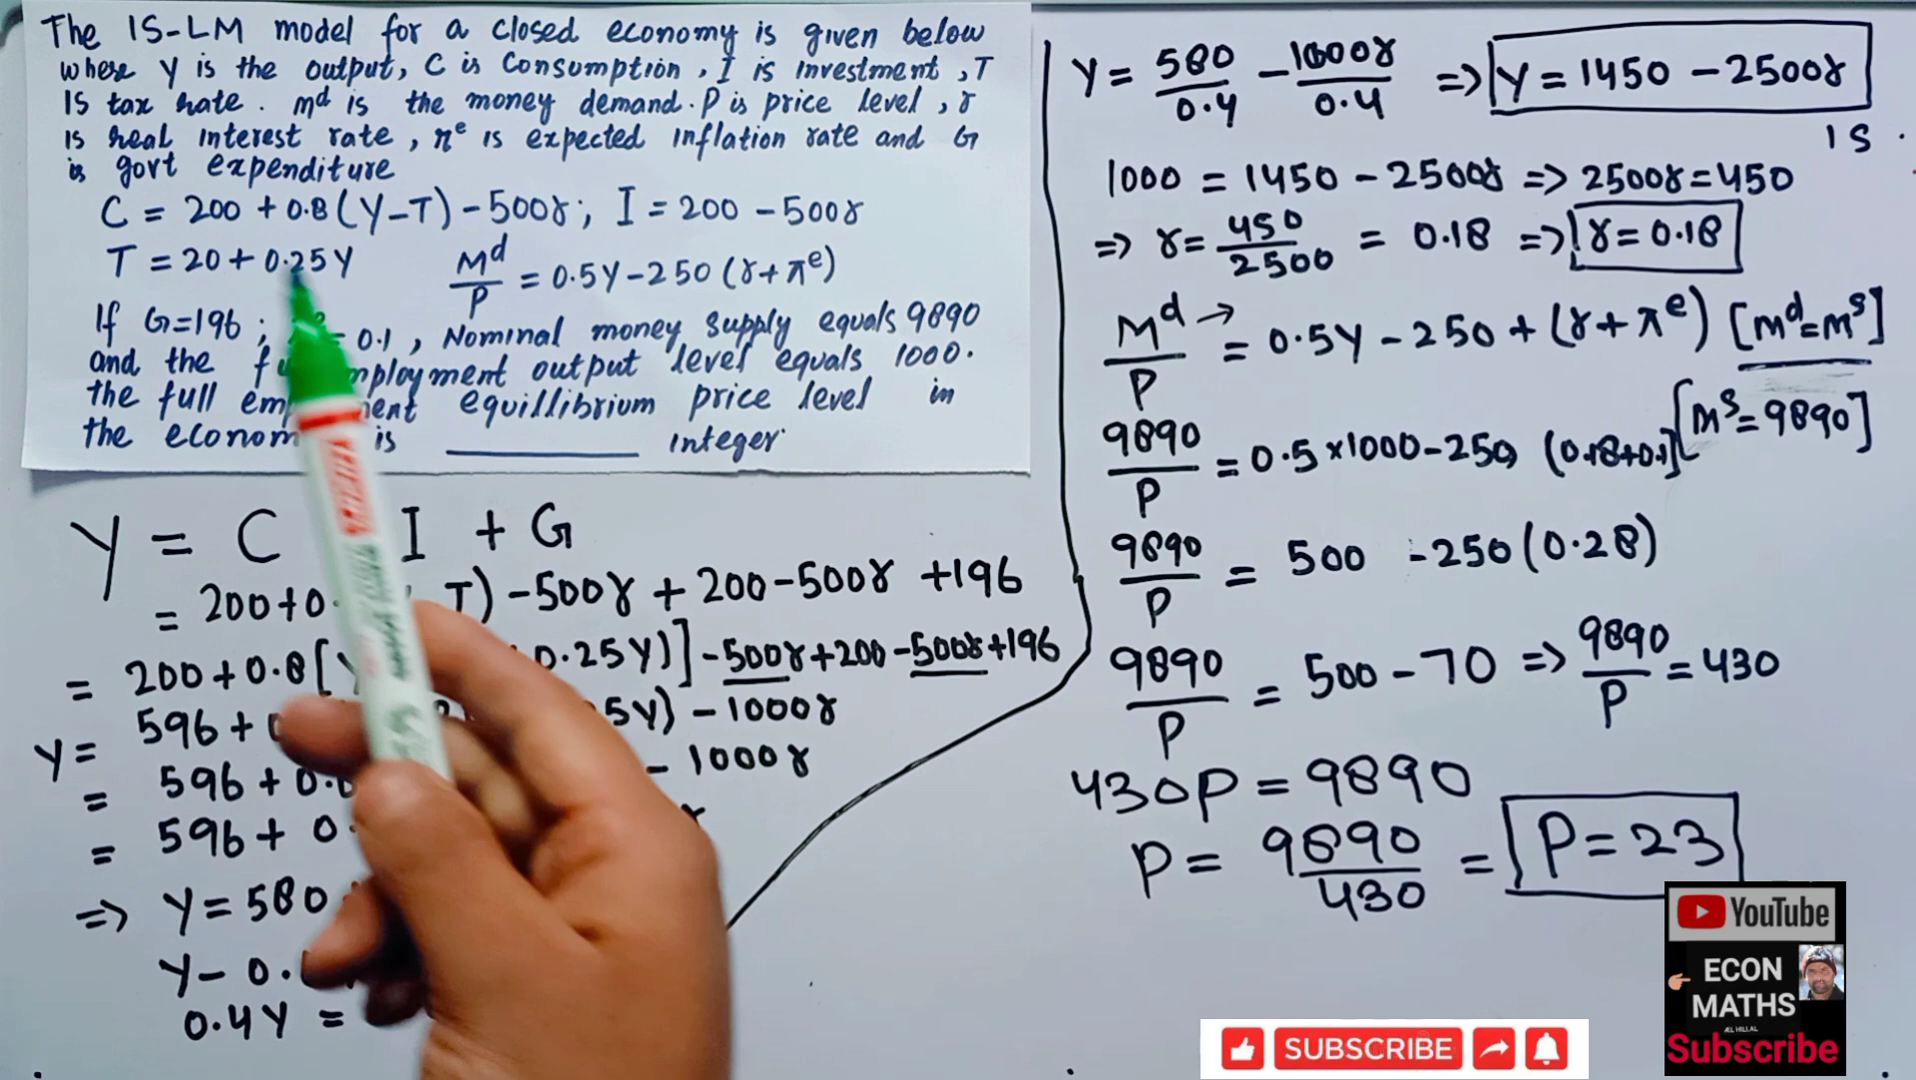 The IS-LM model for a closed economy is given below
where Y is the output, C is Consumption, I is investment, T
is tax rate. md is the money demand. P is price level, r
is real interest rate, πe is expected inflation rate and G
is govt expenditure
C = 200 + 0.8(Y-T) - 500r; I = 200 - 500r
T = 20 + 0.25Y    M^d/P = 0.5Y - 250 (r+πe)
If G=196; = 0.1, Nominal money supply equals 9890
and the output level equals 1000.
the full equillibrium price level in
the is ______ integer
Y = C I + G
= 200+0. T) - 500r + 200 - 500r + 196
= 200 + 0.8[Y 0.25Y)] - 500r + 200 - 500r + 196
Y = 596 + 5Y) - 1000r
= 596 + 0. - 1000r
= 596 + 0
=> Y = 580
Y - 0.
0.4Y =
Y = 580/0.4 - 1000r/0.4 => Y = 1450 - 2500r
IS.
1000 = 1450 - 2500r => 2500r = 450
=> r = 450/2500 = 0.18 => r = 0.18
M^d/P → = 0.5Y - 250 + (r+πe) [m^d=m^s]
[m^s = 9890]
9890/P = 0.5×1000 - 250 (0.18+0.1)
9890/P = 500 - 250(0.28)
9890/P = 500 - 70 => 9890/P = 430
430P = 9890
P = 9890/430 = P = 23
YouTube
ECON
MATHS
ÆL HILLAL
Subscribe
SUBSCRIBE